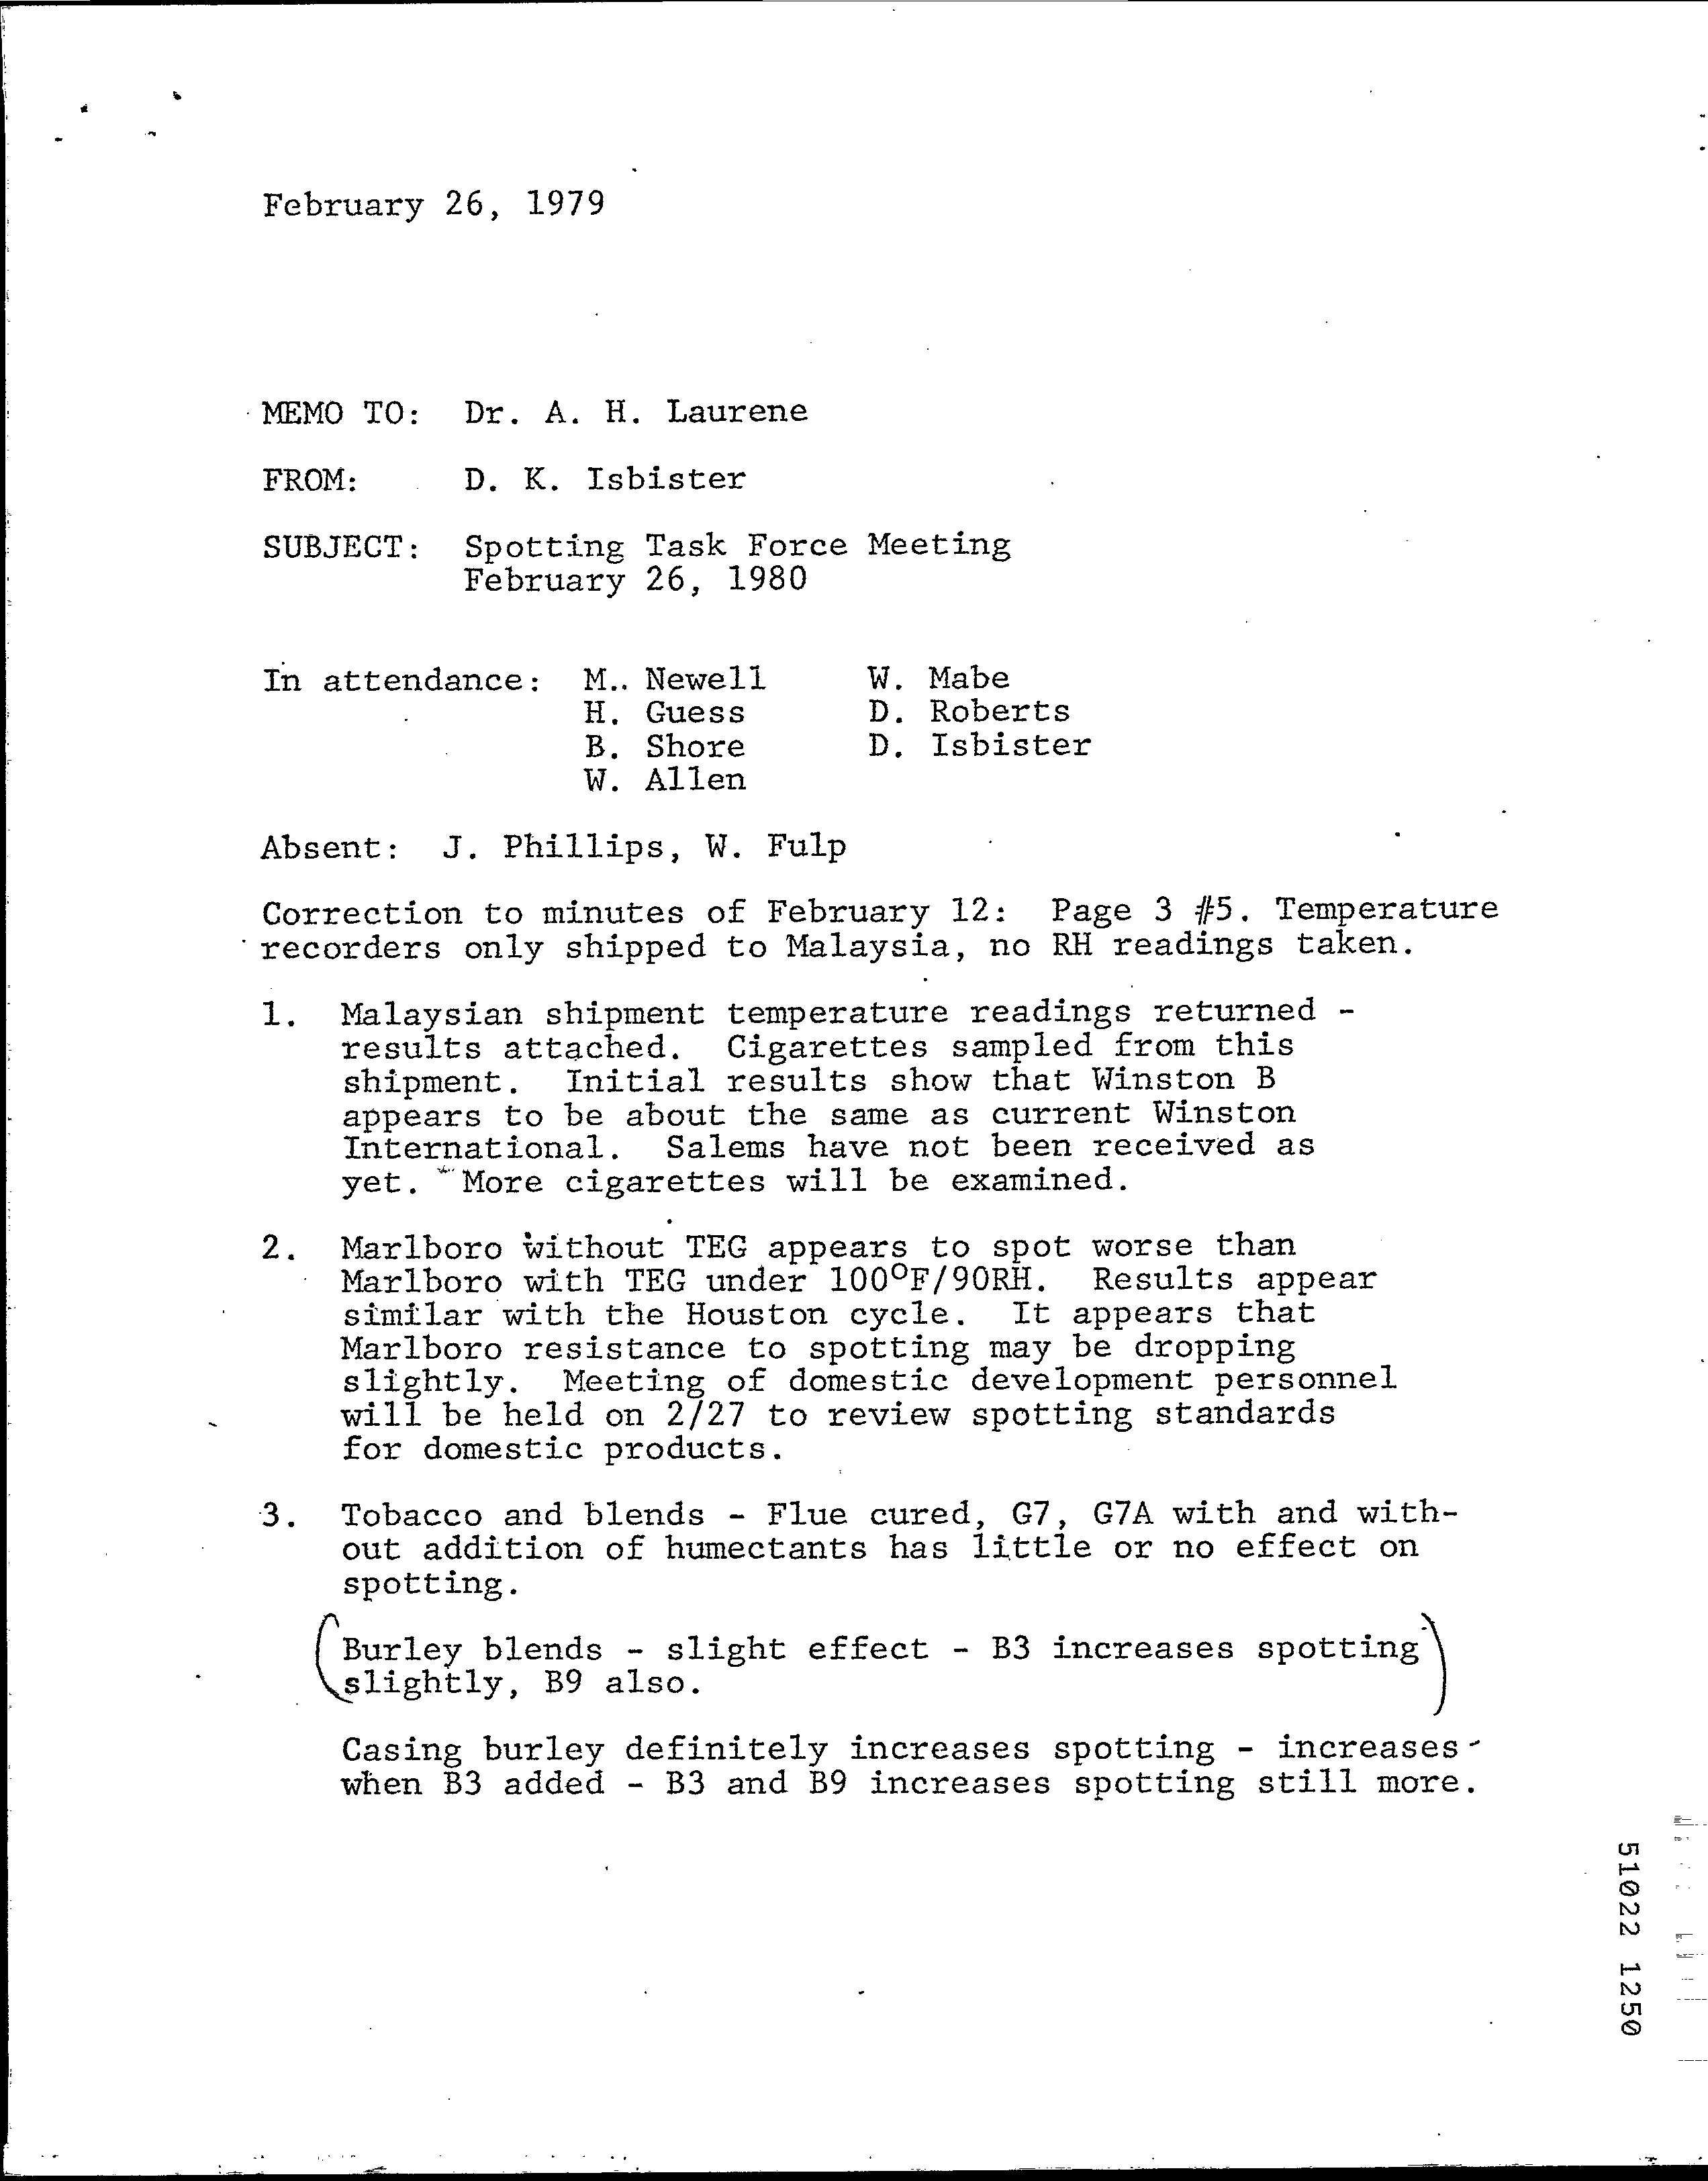 February 26, 1979
MEMO TO: Dr. A. H. Laurene
FROM: D. K. Isbister
SUBJECT: Spotting Task Force Meeting
February 26, 1980
In attendance: M.. Newell W. Mabe
H. Guess D. Roberts
B. Shore D. Isbister
W. Allen
Absent: J. Phillips, W. Fulp
Correction to minutes of February 12: Page 3 #5. Temperature
recorders only shipped to Malaysia, no RH readings taken.
1. Malaysian shipment temperature readings returned -
results attached. Cigarettes sampled from this
shipment. Initial results show that Winston B
appears to be about the same as current Winston
International. Salems have not been received as
yet. More cigarettes will be examined.
2. Marlboro without TEG appears to spot worse than
Marlboro with TEG under 100°F/90RH. Results appear
similar with the Houston cycle. It appears that
Marlboro resistance to spotting may be dropping
slightly. Meeting of domestic development personnel
will be held on 2/27 to review spotting standards
for domestic products.
3. Tobacco and blends - Flue cured, G7, G7A with and with-
out addition of humectants has little or no effect on
spotting.
(Burley blends - slight effect - B3 increases spotting
slightly, B9 also.)
Casing burley definitely increases spotting - increases
when B3 added - B3 and B9 increases spotting still more.
51022 1250